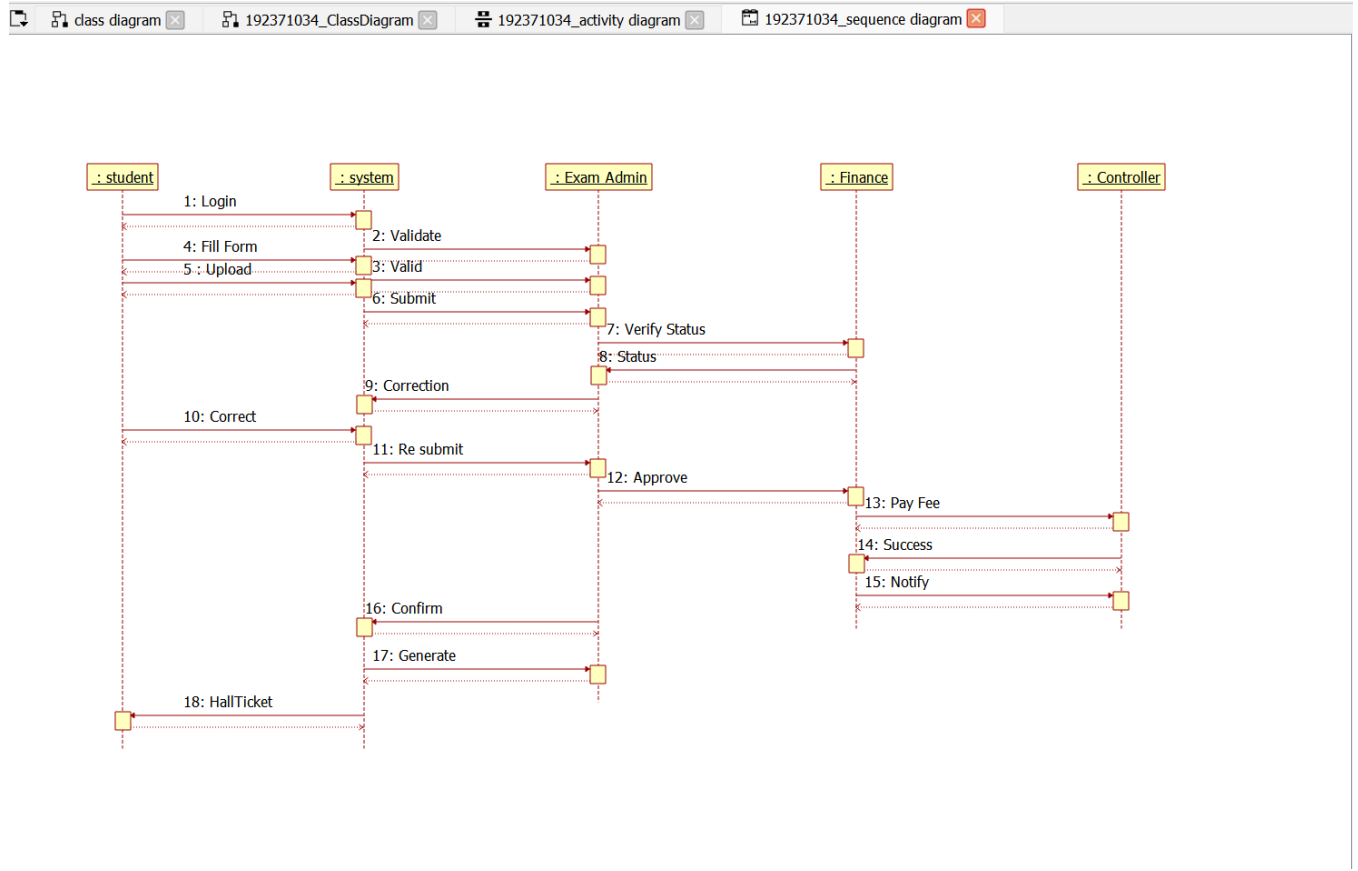 class diagram
192371034_ClassDiagram
192371034_activity diagram
192371034_sequence diagram
: student
: system
: Exam Admin
: Finance
: Controller
1: Login
2: Validate
4: Fill Form
3: Valid
5 : Upload
6: Submit
7: Verify Status
8: Status
9: Correction
10: Correct
11: Re submit
12: Approve
13: Pay Fee
14: Success
15: Notify
16: Confirm
17: Generate
18: HallTicket